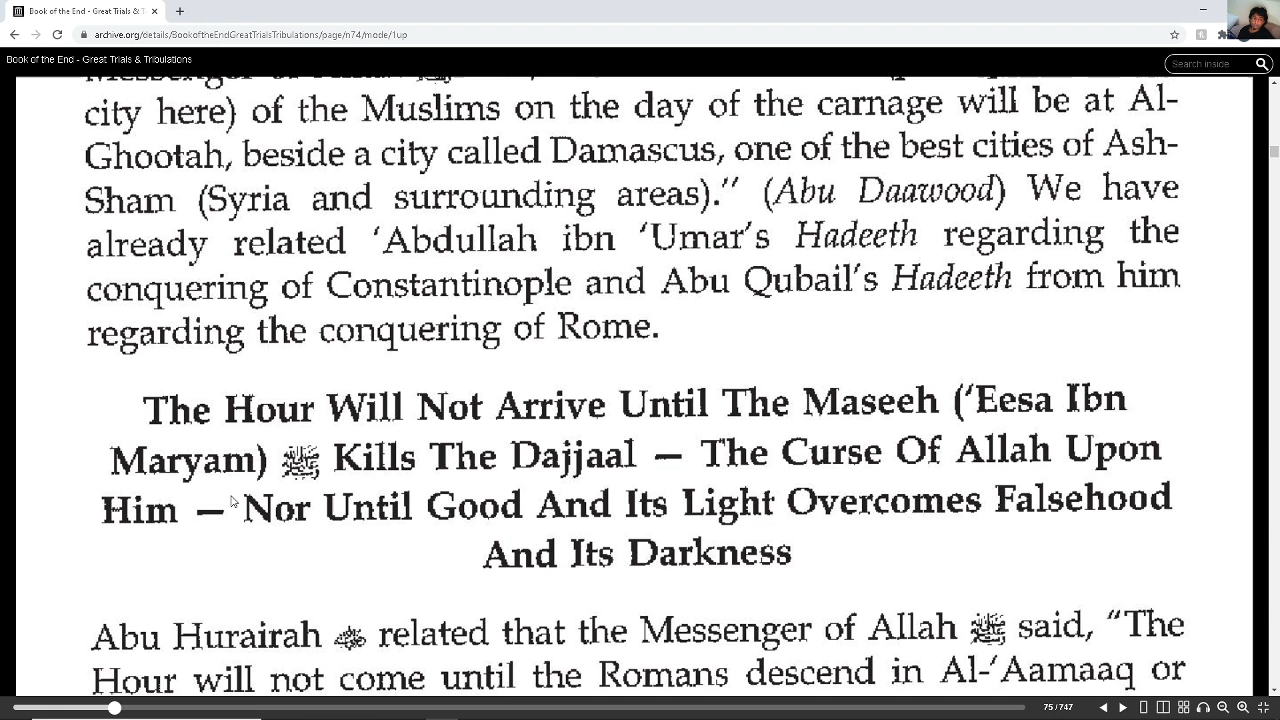 Book of the End - Great Trials & T
archive.org/details/BookoftheEndGreatTrialsTribulations/page/n74/mode/1up
Book of the End - Great Trials & Tribulations
Search inside
city here) of the Muslims on the day of the carnage will be at Al-
Ghootah, beside a city called Damascus, one of the best cities of Ash-
Sham (Syria and surrounding areas)." (Abu Daawood) We have
already related 'Abdullah ibn 'Umar's Hadeeth regarding the
conquering of Constantinople and Abu Qubail's Hadeeth from him
regarding the conquering of Rome.
The Hour Will Not Arrive Until The Maseeh ('Eesa Ibn
Maryam) ﷺ Kills The Dajjaal — The Curse Of Allah Upon
Him — Nor Until Good And Its Light Overcomes Falsehood
And Its Darkness
Abu Hurairah related that the Messenger of Allah ﷺ said, "The
Hour will not come until the Romans descend in Al-'Aamaaq or
75 / 747